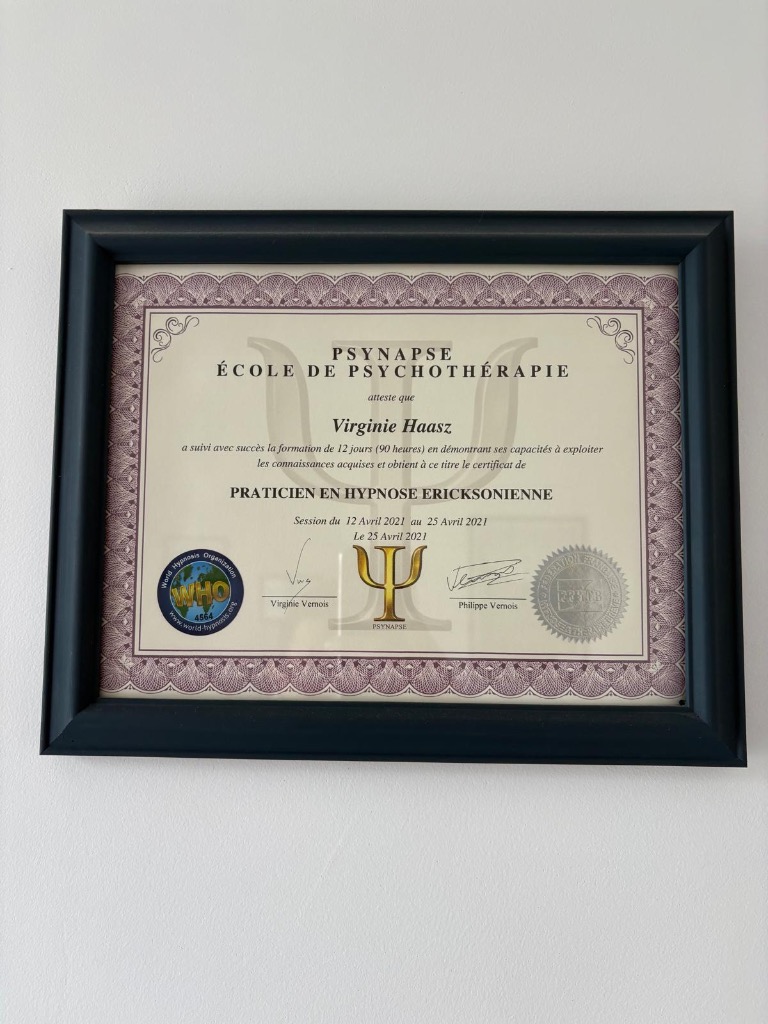 PSYNAPSE
ÉCOLE DE PSYCHOTHÉRAPIE
atteste que
Virginie Haasz
a suivi avec succès la formation de 12 jours (90 heures) en démontrant ses capacités à exploiter
les connaissances acquises et obtient à ce titre le certificat de
PRATICIEN EN HYPNOSE ERICKSONIENNE
Session du 12 Avril 2021 au 25 Avril 2021
Le 25 Avril 2021
World Hypnosis Organization
WHO
4564
www.world-hypnosis.org
Virginie Vernois
Ψ
PSYNAPSE
Philippe Vernois